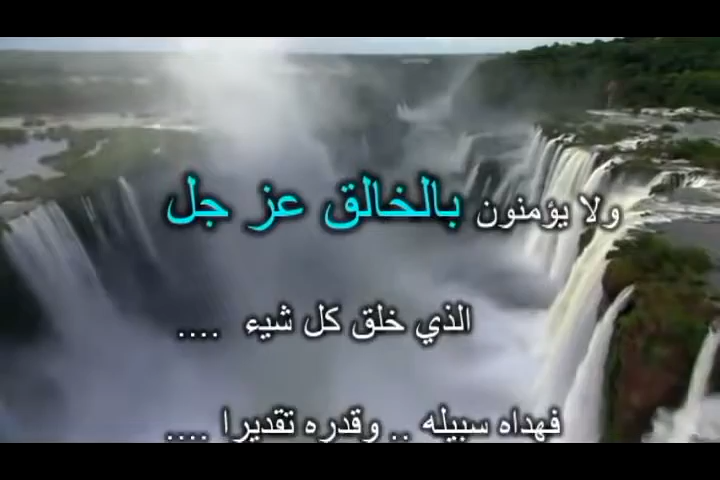 ولا يؤمنون بالخالق عز جل
الذي خلق كل شيء ....
فهداه سبيله .. وقدره تقديرا ....